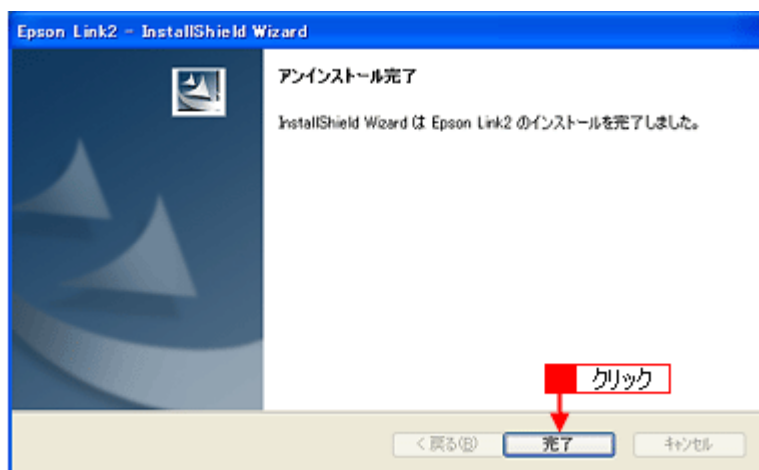 Epson Link2 - InstallShield Wizard
アンインストール完了
InstallShield Wizard は Epson Link2 のインストールを完了しました。
クリック
< 戻る(B)
完了
キャンセル